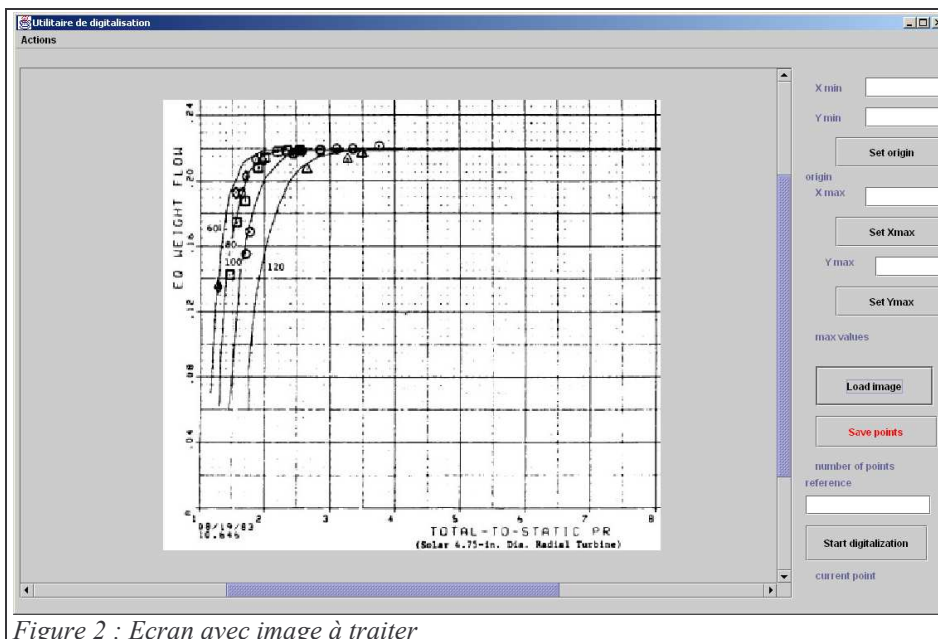 Utilitaire de digitalisation
Actions
X min
Y min
Set origin
origin
X max
Set Xmax
Y max
Set Ymax
max values
Load image
Save points
number of points
reference
Start digitalization
current point
EQ WEIGHT FLOW
.24
.20
.16
.12
.08
.04
0
60
80
100
120
1 2 3 4 5 6 7 8
08/19/83
10.646
TOTAL-TO-STATIC PR
(Solar 4.75-in. Dia. Radial Turbine)
Figure 2 : Ecran avec image à traiter